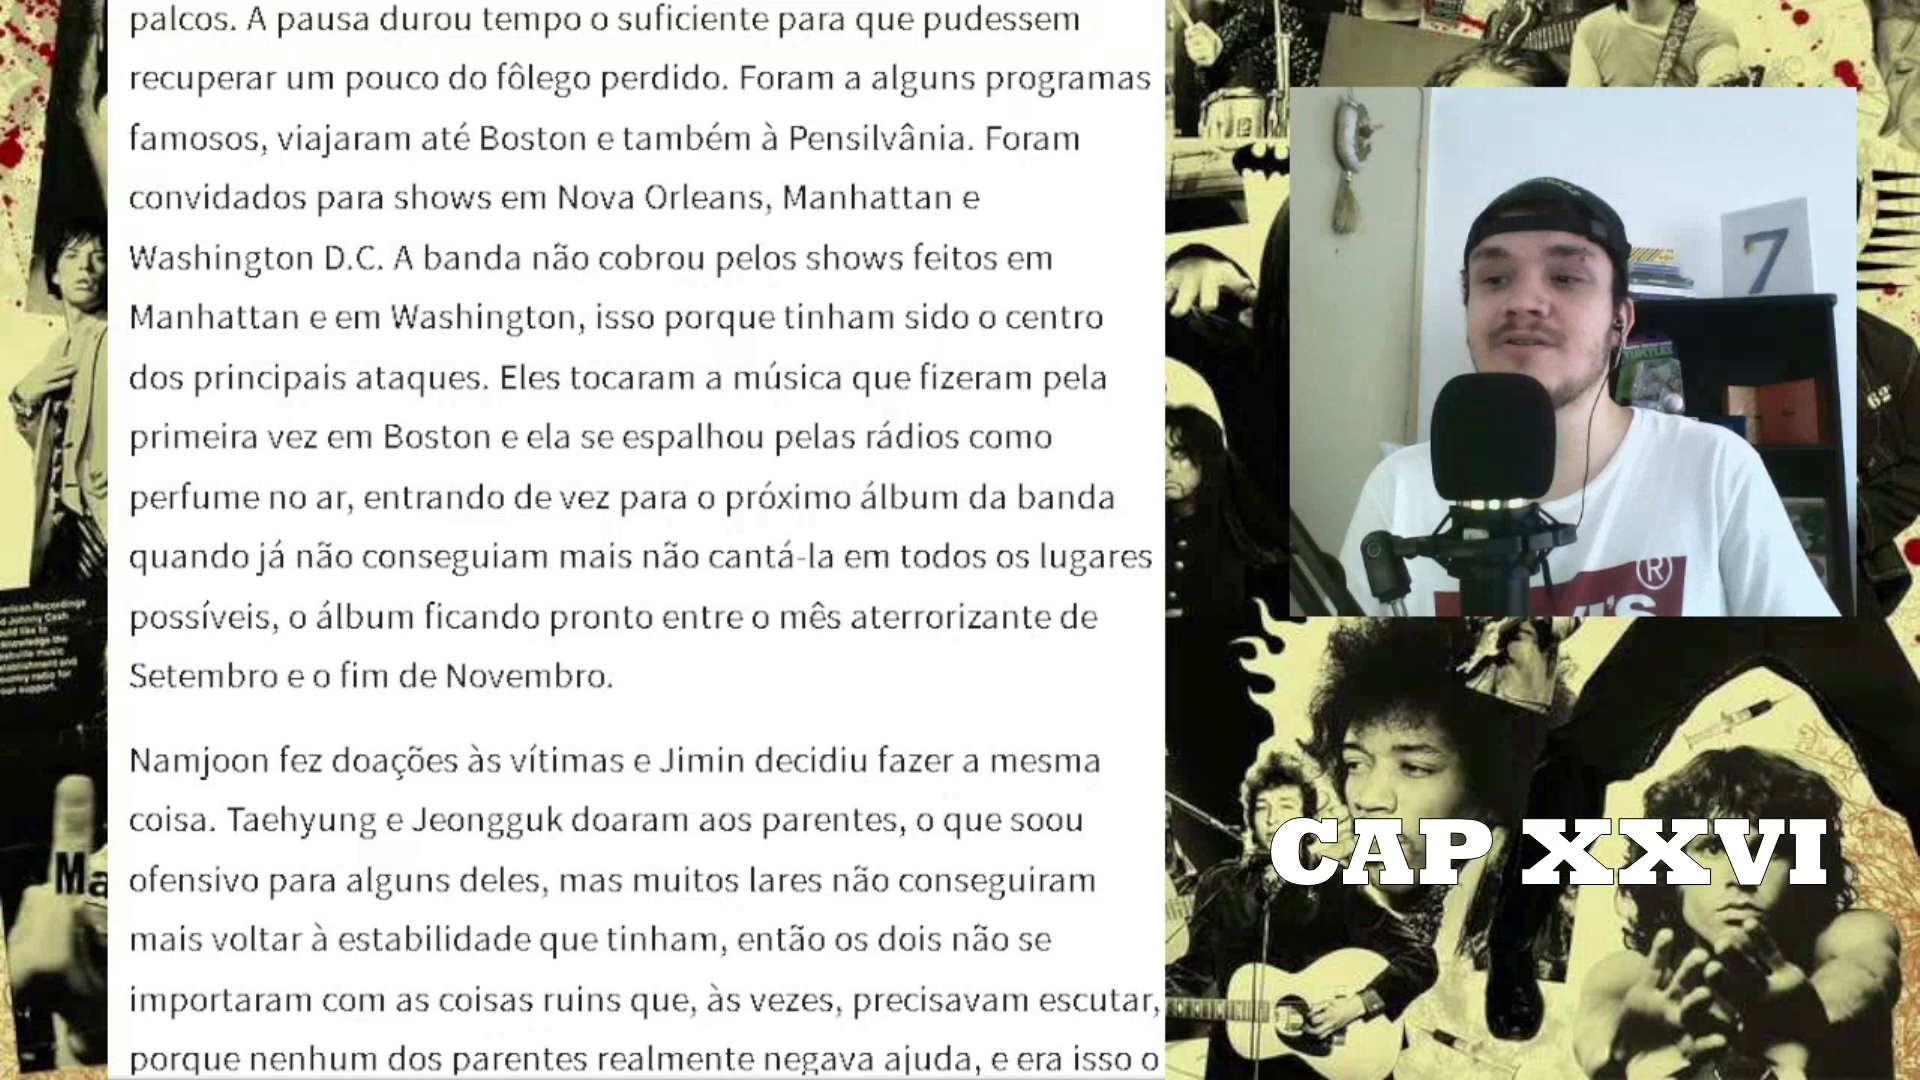 palcos. A pausa durou tempo o suficiente para que pudessem
recuperar um pouco do fôlego perdido. Foram a alguns programas
famosos, viajaram até Boston e também à Pensilvânia. Foram
convidados para shows em Nova Orleans, Manhattan e
Washington D.C. A banda não cobrou pelos shows feitos em
Manhattan e em Washington, isso porque tinham sido o centro
dos principais ataques. Eles tocaram a música que fizeram pela
primeira vez em Boston e ela se espalhou pelas rádios como
perfume no ar, entrando de vez para o próximo álbum da banda
quando já não conseguiam mais não cantá-la em todos os lugares
possíveis, o álbum ficando pronto entre o mês aterrorizante de
Setembro e o fim de Novembro.
Namjoon fez doações às vítimas e Jimin decidiu fazer a mesma
coisa. Taehyung e Jeongguk doaram aos parentes, o que soou
ofensivo para alguns deles, mas muitos lares não conseguiram
mais voltar à estabilidade que tinham, então os dois não se
importaram com as coisas ruins que, às vezes, precisavam escutar,
porque nenhum dos parentes realmente negava ajuda, e era isso o
CAP XXVI
7
TURTLES
®
Ma
62